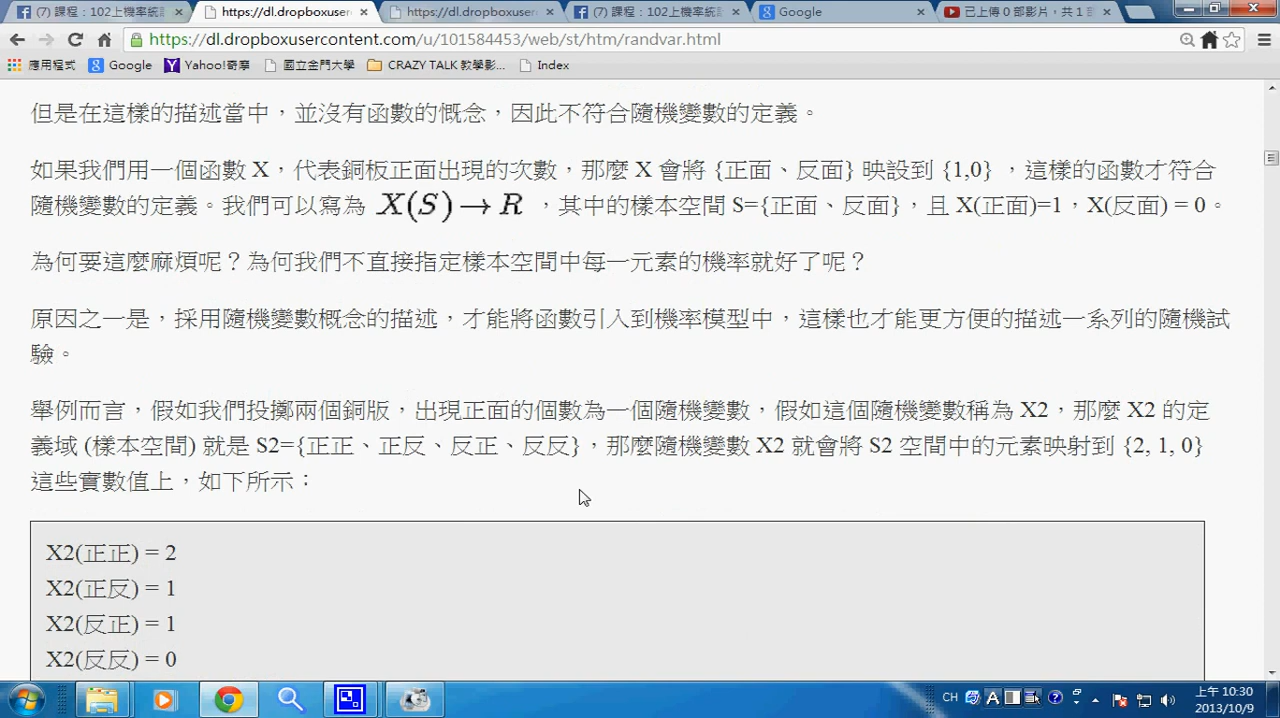 (7) 課程：102上機率統計
https://dl.dropboxuser
https://dl.dropboxuser
(7) 課程：102上機率統計
Google
已上傳 0 部影片，共 1 部
https://dl.dropboxusercontent.com/u/101584453/web/st/htm/randvar.html
應用程式 Google Yahoo!奇摩 國立金門大學 CRAZY TALK 教學影... Index
但是在這樣的描述當中，並沒有函數的慨念，因此不符合隨機變數的定義。
如果我們用一個函數 X，代表銅板正面出現的次數，那麼 X 會將 {正面、反面} 映設到 {1,0} ，這樣的函數才符合
隨機變數的定義。我們可以寫為 X(S)→R ，其中的樣本空間 S={正面、反面}，且 X(正面)=1，X(反面) = 0。
為何要這麼麻煩呢？為何我們不直接指定樣本空間中每一元素的機率就好了呢？
原因之一是，採用隨機變數概念的描述，才能將函數引入到機率模型中，這樣也才能更方便的描述一系列的隨機試
驗。
舉例而言，假如我們投擲兩個銅版，出現正面的個數為一個隨機變數，假如這個隨機變數稱為 X2，那麼 X2 的定
義域 (樣本空間) 就是 S2={正正、正反、反正、反反}，那麼隨機變數 X2 就會將 S2 空間中的元素映射到 {2, 1, 0}
這些實數值上，如下所示：
X2(正正) = 2
X2(正反) = 1
X2(反正) = 1
X2(反反) = 0
CH
上午 10:30
2013/10/9